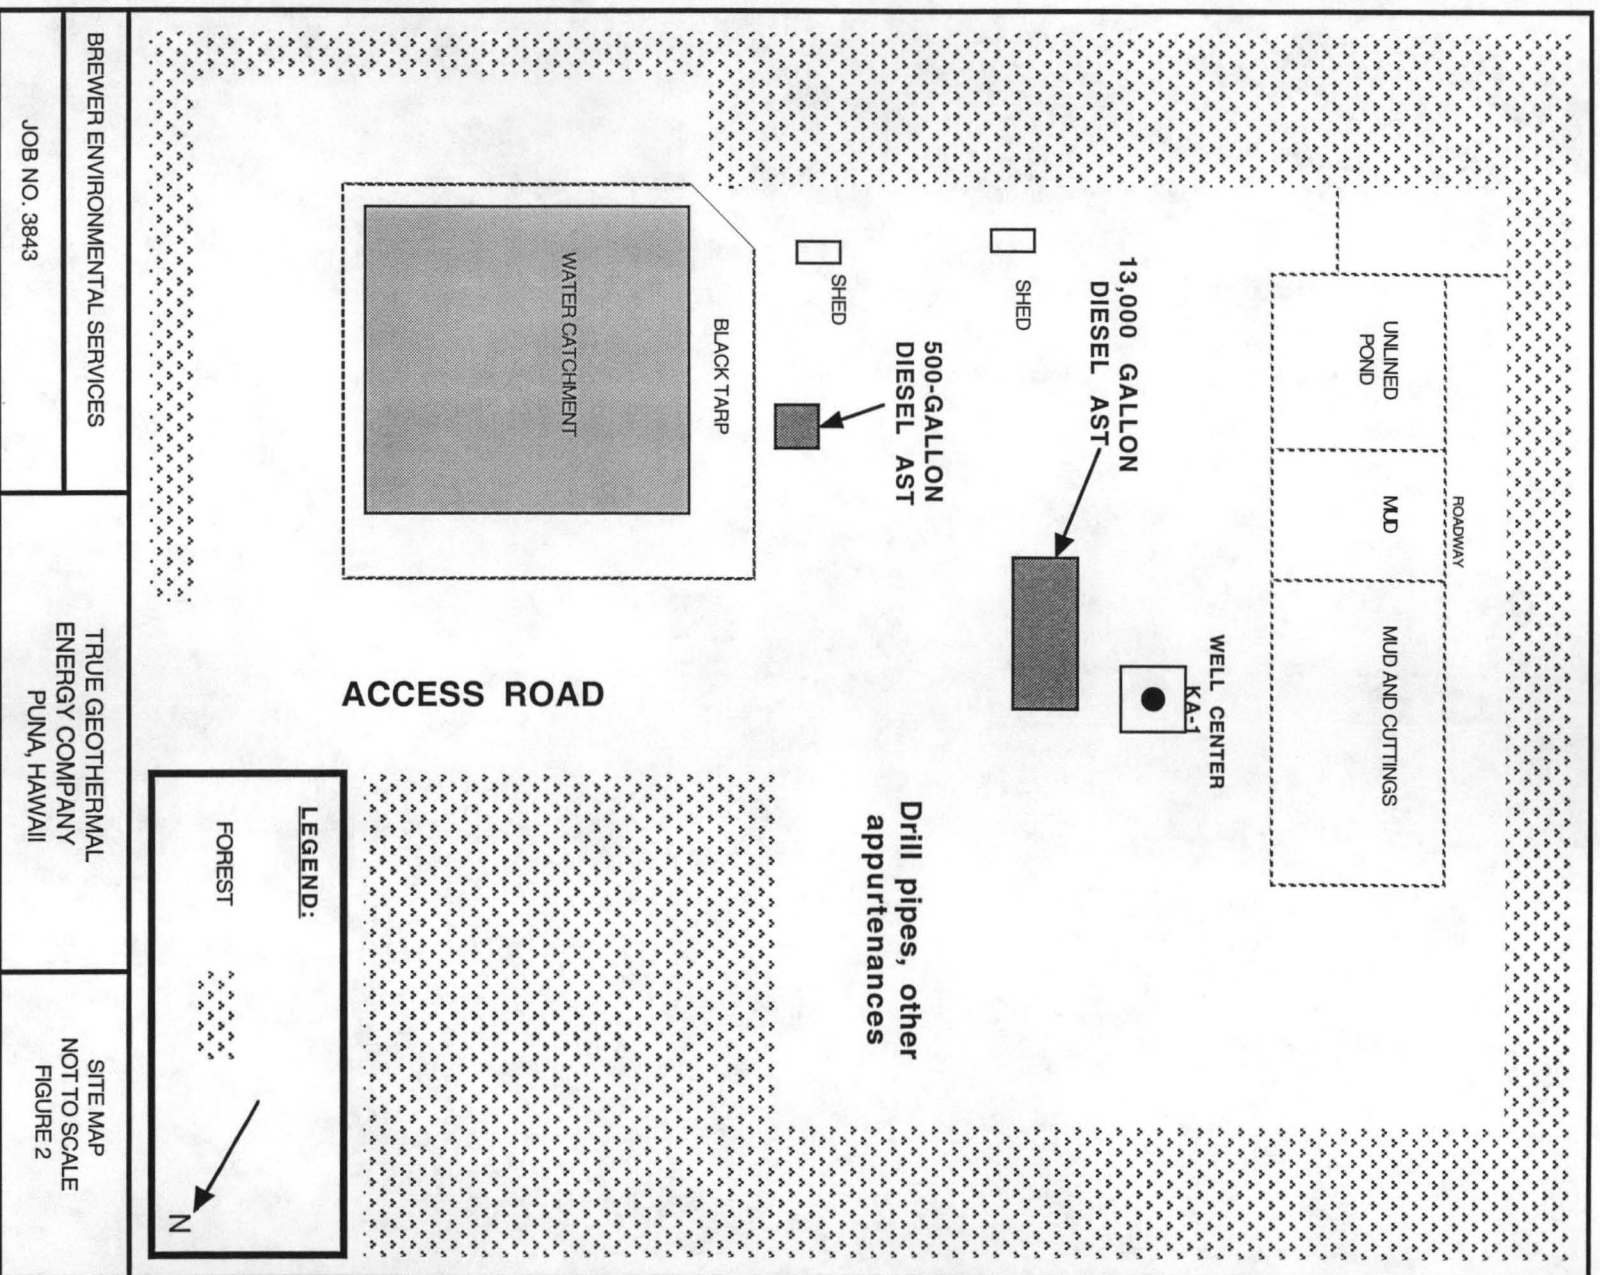 ROADWAY
UNLINED
POND
MUD
MUD AND CUTTINGS
WELL CENTER
KA-1
13,000 GALLON
DIESEL AST
SHED
500-GALLON
DIESEL AST
SHED
BLACK TARP
WATER CATCHMENT
Drill pipes, other
appurtenances
ACCESS ROAD
LEGEND:
FOREST
N
BREWER ENVIRONMENTAL SERVICES
JOB NO. 3843
TRUE GEOTHERMAL
ENERGY COMPANY
PUNA, HAWAII
SITE MAP
NOT TO SCALE
FIGURE 2